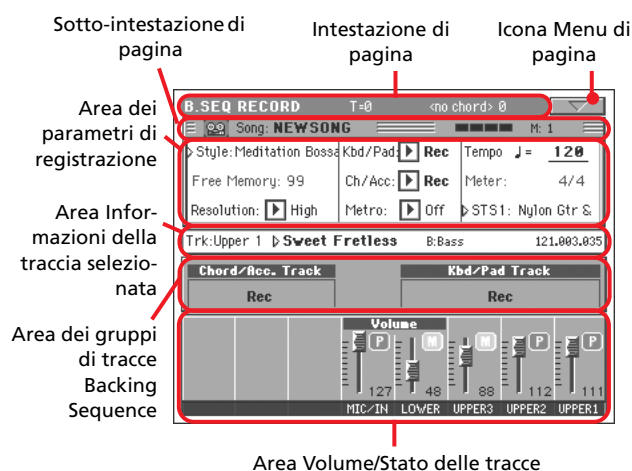 Sotto-intestazione di
pagina
Intestazione di
pagina
Icona Menu di
pagina
Area dei
parametri di
registrazione
Area Infor-
mazioni della
traccia selezio-
nata
Area dei gruppi
di tracce
Backing
Sequence
B.SEQ RECORD T=0 <no chord> 0
Song: NEWSONG M: 1
Style: Meditation Bossa Kbd/Pad: Rec Tempo ♩= 120
Free Memory: 99 Ch/Acc: Rec Meter: 4/4
Resolution: High Metro: Off STS1: Nylon Gtr &
Trk:Upper 1 Sweet Fretless B:Bass 121.003.035
Chord/Acc. Track Kbd/Pad Track
Rec Rec
Volume
P M M P P
127 48 88 112 111
MIC/IN LOWER UPPER3 UPPER2 UPPER1
Area Volume/Stato delle tracce